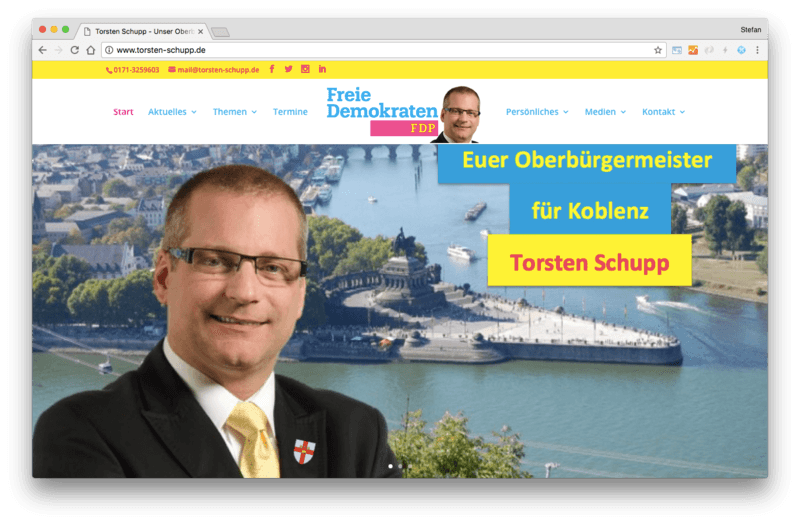 Torsten Schupp - Unser Oberb
Stefan
www.torsten-schupp.de
0171-3259603 mail@torsten-schupp.de
Freie
Demokraten
FDP
Start Aktuelles Themen Termine Persönliches Medien Kontakt
Euer Oberbürgermeister
für Koblenz
Torsten Schupp